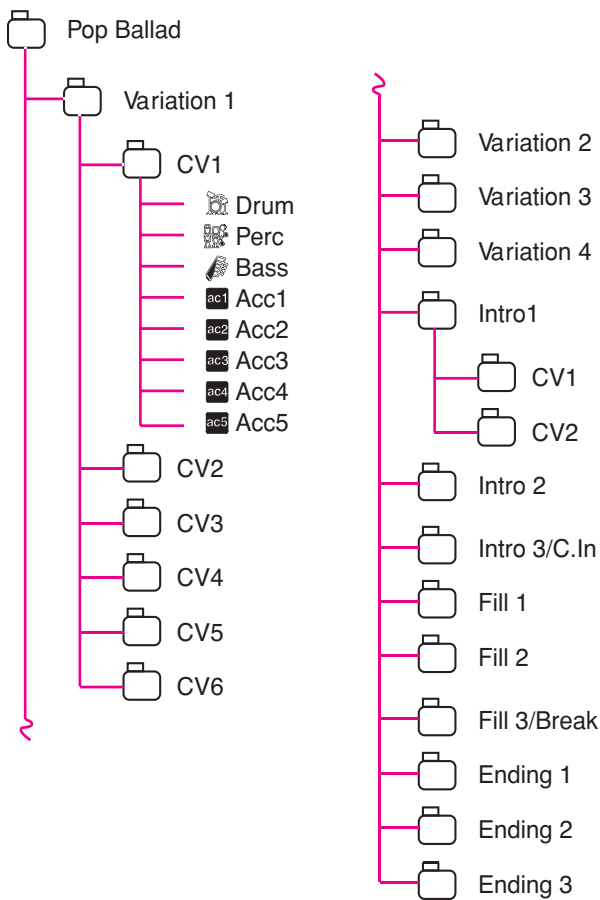 Pop Ballad
Variation 1
CV1
Drum
Perc
Bass
ac1 Acc1
ac2 Acc2
ac3 Acc3
ac4 Acc4
ac5 Acc5
CV2
CV3
CV4
CV5
CV6
Variation 2
Variation 3
Variation 4
Intro1
CV1
CV2
Intro 2
Intro 3/C.In
Fill 1
Fill 2
Fill 3/Break
Ending 1
Ending 2
Ending 3